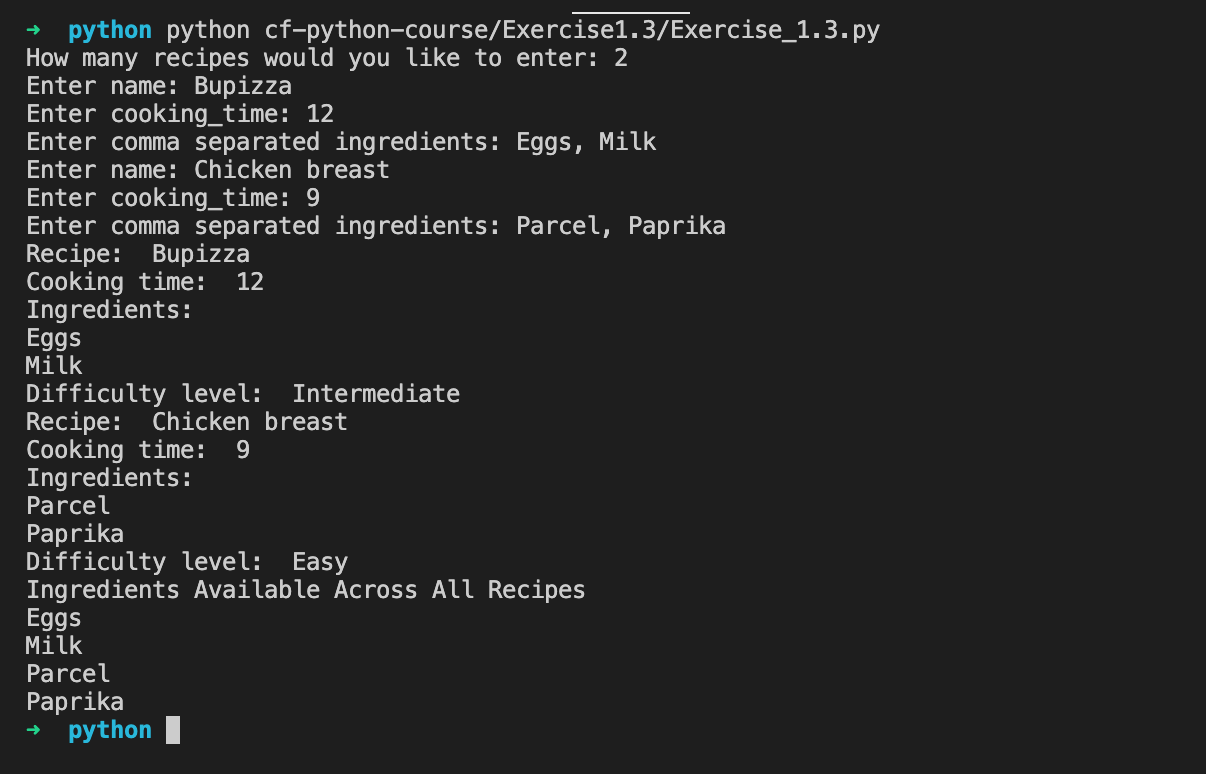 ➜  python python cf-python-course/Exercise1.3/Exercise_1.3.py
How many recipes would you like to enter: 2
Enter name: Bupizza
Enter cooking_time: 12
Enter comma separated ingredients: Eggs, Milk
Enter name: Chicken breast
Enter cooking_time: 9
Enter comma separated ingredients: Parcel, Paprika
Recipe:  Bupizza
Cooking time:  12
Ingredients:
Eggs
Milk
Difficulty level:  Intermediate
Recipe:  Chicken breast
Cooking time:  9
Ingredients:
Parcel
Paprika
Difficulty level:  Easy
Ingredients Available Across All Recipes
Eggs
Milk
Parcel
Paprika
➜  python